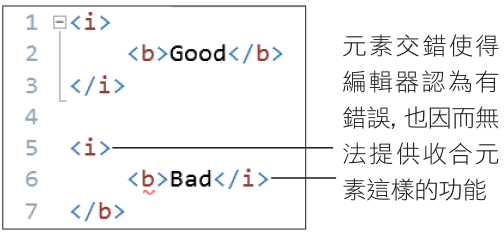 1 <i>
2 <b>Good</b>
3 </i>
4
5 <i>
6 <b>Bad</i>
7 </b>
元素交錯使得
編輯器認為有
錯誤, 也因而無
法提供收合元
素這樣的功能